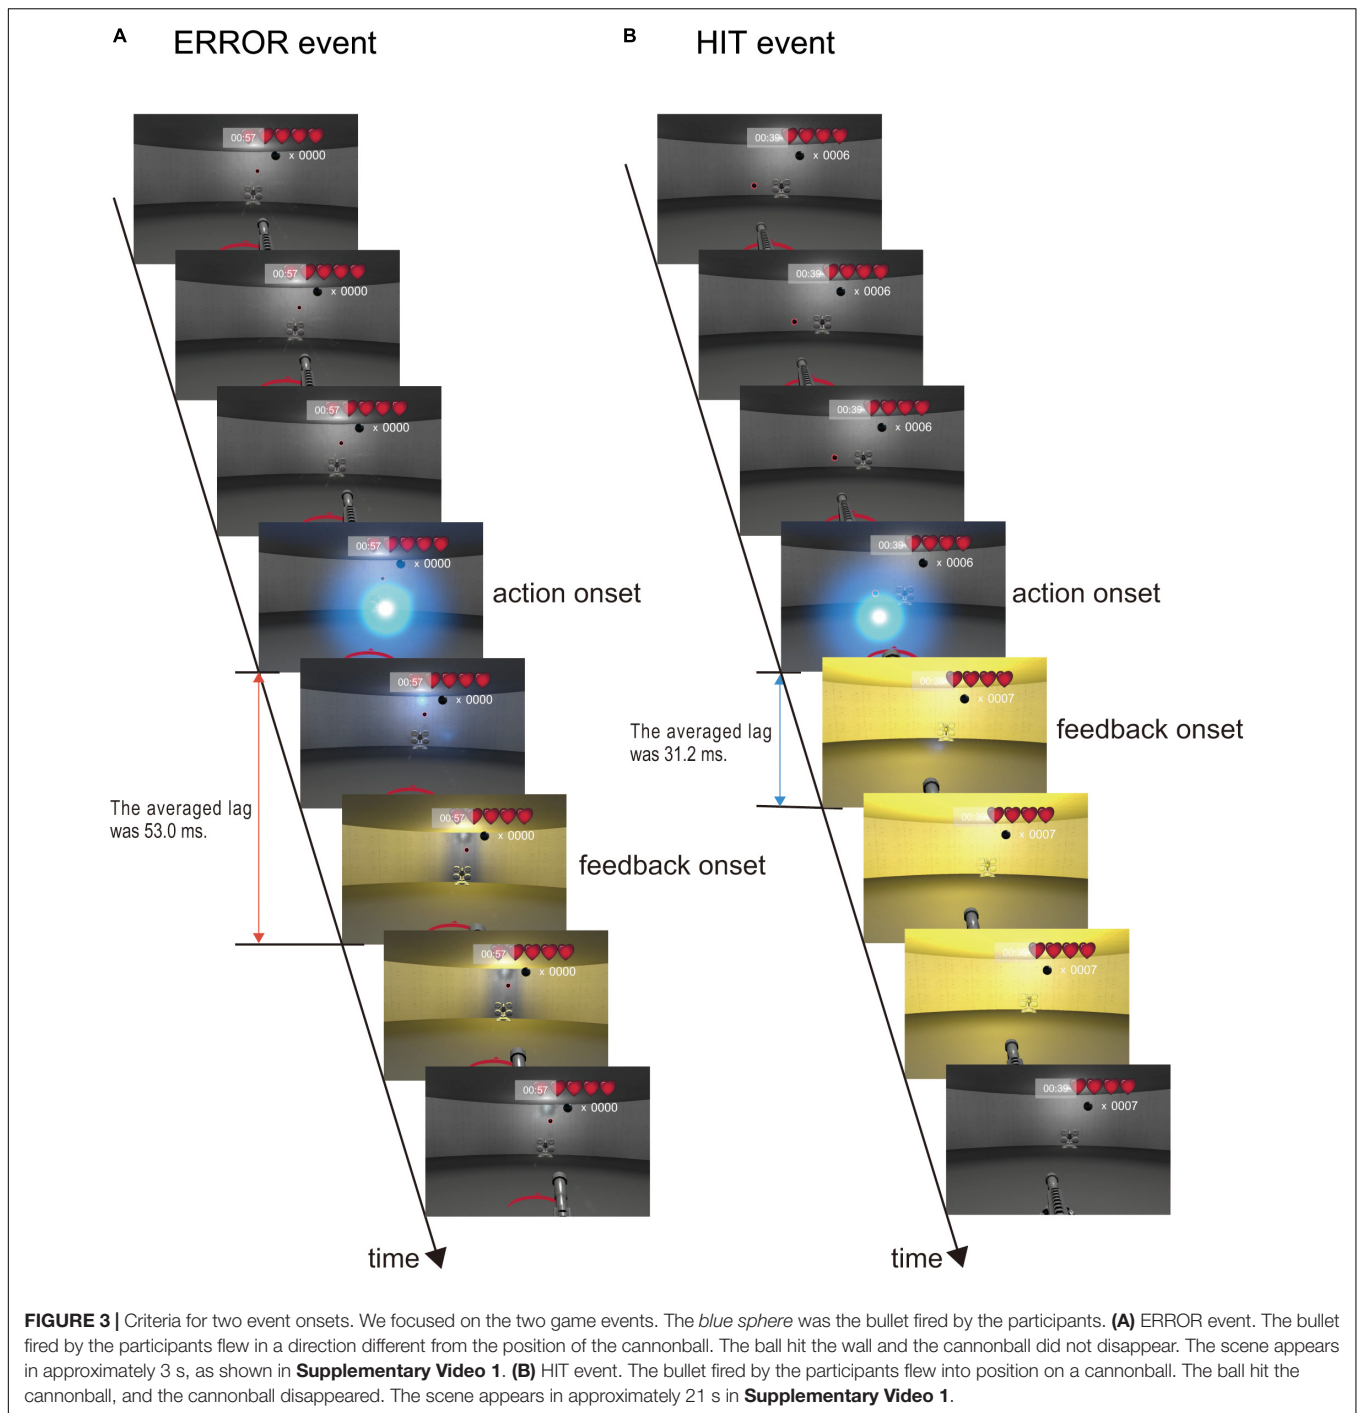 A ERROR event
B HIT event
00:57
x 0000
00:57
x 0000
00:57
x 0000
00:57
x 0000
action onset
00:57
x 0000
The averaged lag
was 53.0 ms.
00:57
x 0000
feedback onset
00:57
x 0000
00:57
x 0000
time
00:39
x 0006
00:39
x 0006
00:39
x 0006
00:39
x 0006
action onset
00:39
x 0007
feedback onset
The averaged lag
was 31.2 ms.
00:39
x 0007
00:39
x 0007
00:39
x 0007
time
FIGURE 3 | Criteria for two event onsets. We focused on the two game events. The blue sphere was the bullet fired by the participants. (A) ERROR event. The bullet
fired by the participants flew in a direction different from the position of the cannonball. The ball hit the wall and the cannonball did not disappear. The scene appears
in approximately 3 s, as shown in Supplementary Video 1. (B) HIT event. The bullet fired by the participants flew into position on a cannonball. The ball hit the
cannonball, and the cannonball disappeared. The scene appears in approximately 21 s in Supplementary Video 1.